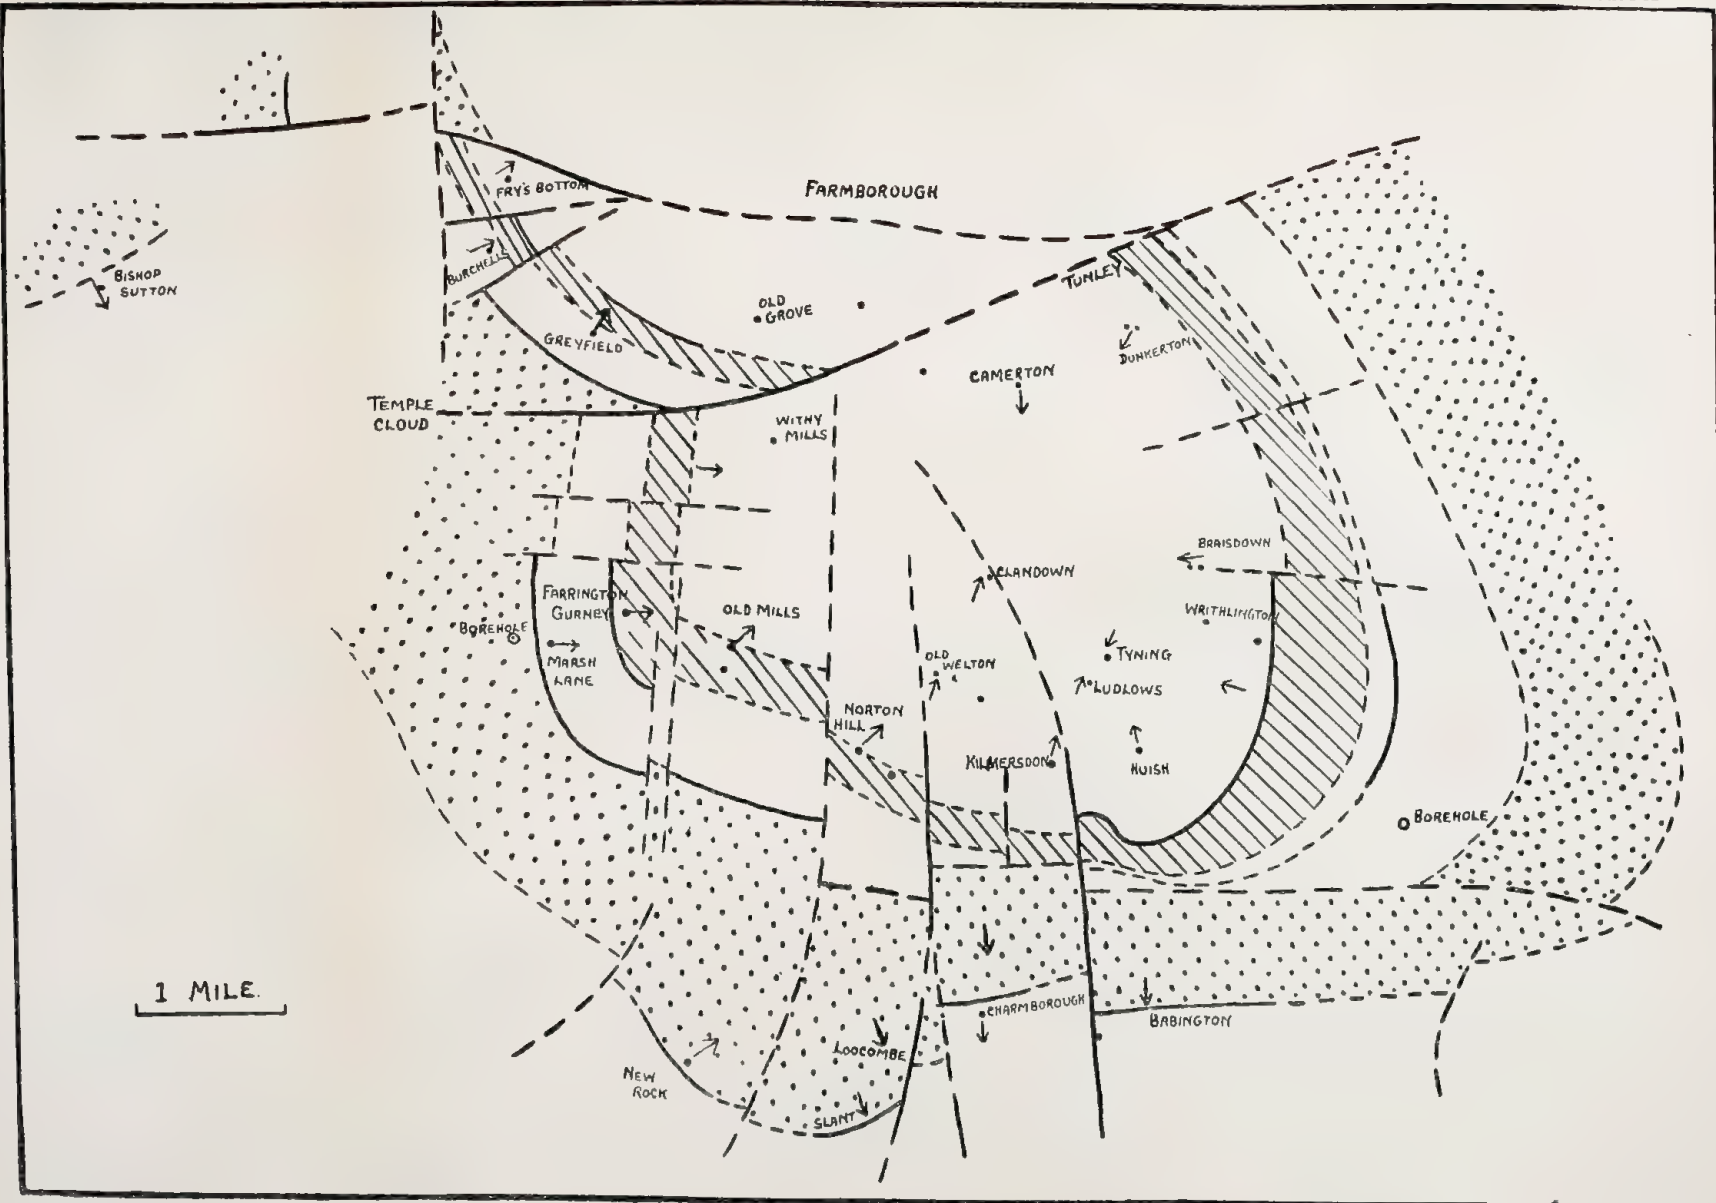 FRY'S BOTTOM
FARMBOROUGH
BURCHELLS
BISHOP
SUTTON
TUNLEY
OLD
GROVE
GREYFIELD
DUNKERTON
CAMERTON
TEMPLE
CLOUD
WITHY
MILLS
BRAISDOWN
CLANDOWN
FARRINGTON
GURNEY
OLD MILLS
WRITHLINGTON
BOREHOLE
MARSH
LANE
OLD
WELTON
TYNING
LUDLOWS
NORTON
HILL
KILMERSDON
HUISH
BOREHOLE
1 MILE.
CHARMBOROUGH
BABINGTON
LOOCOMBE
NEW
ROCK
SLANT